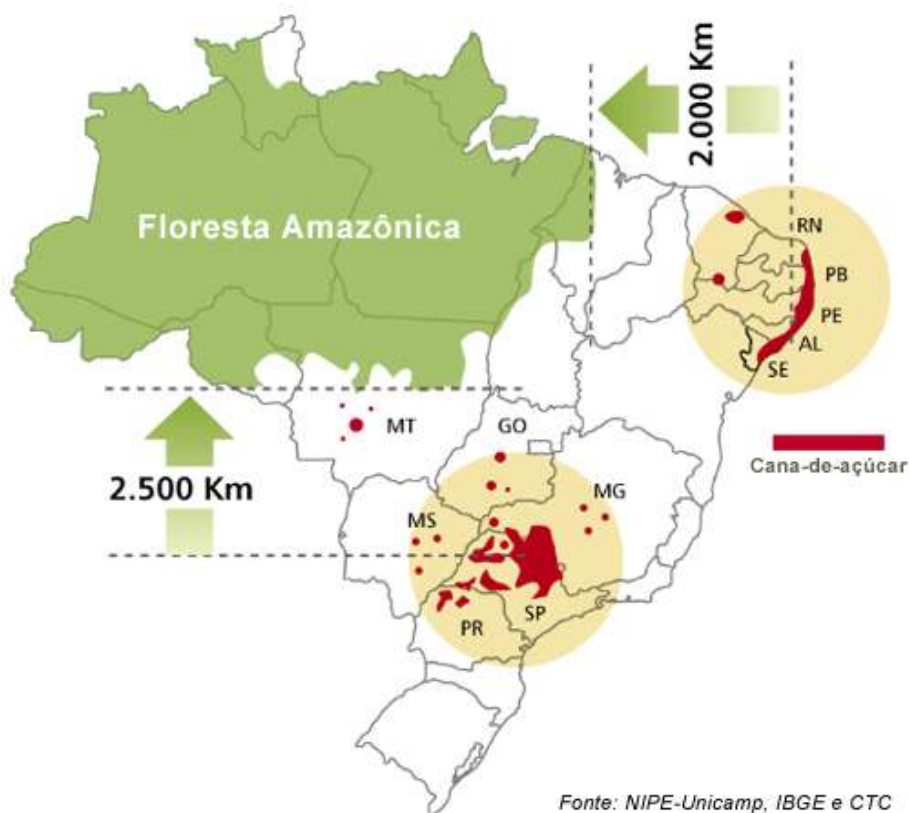 2.000 Km
Floresta Amazônica
RN
PB
PE
AL
SE
MT
GO
Cana-de-açúcar
2.500 Km
MG
MS
SP
PR
Fonte: NIPE-Unicamp, IBGE e CTC